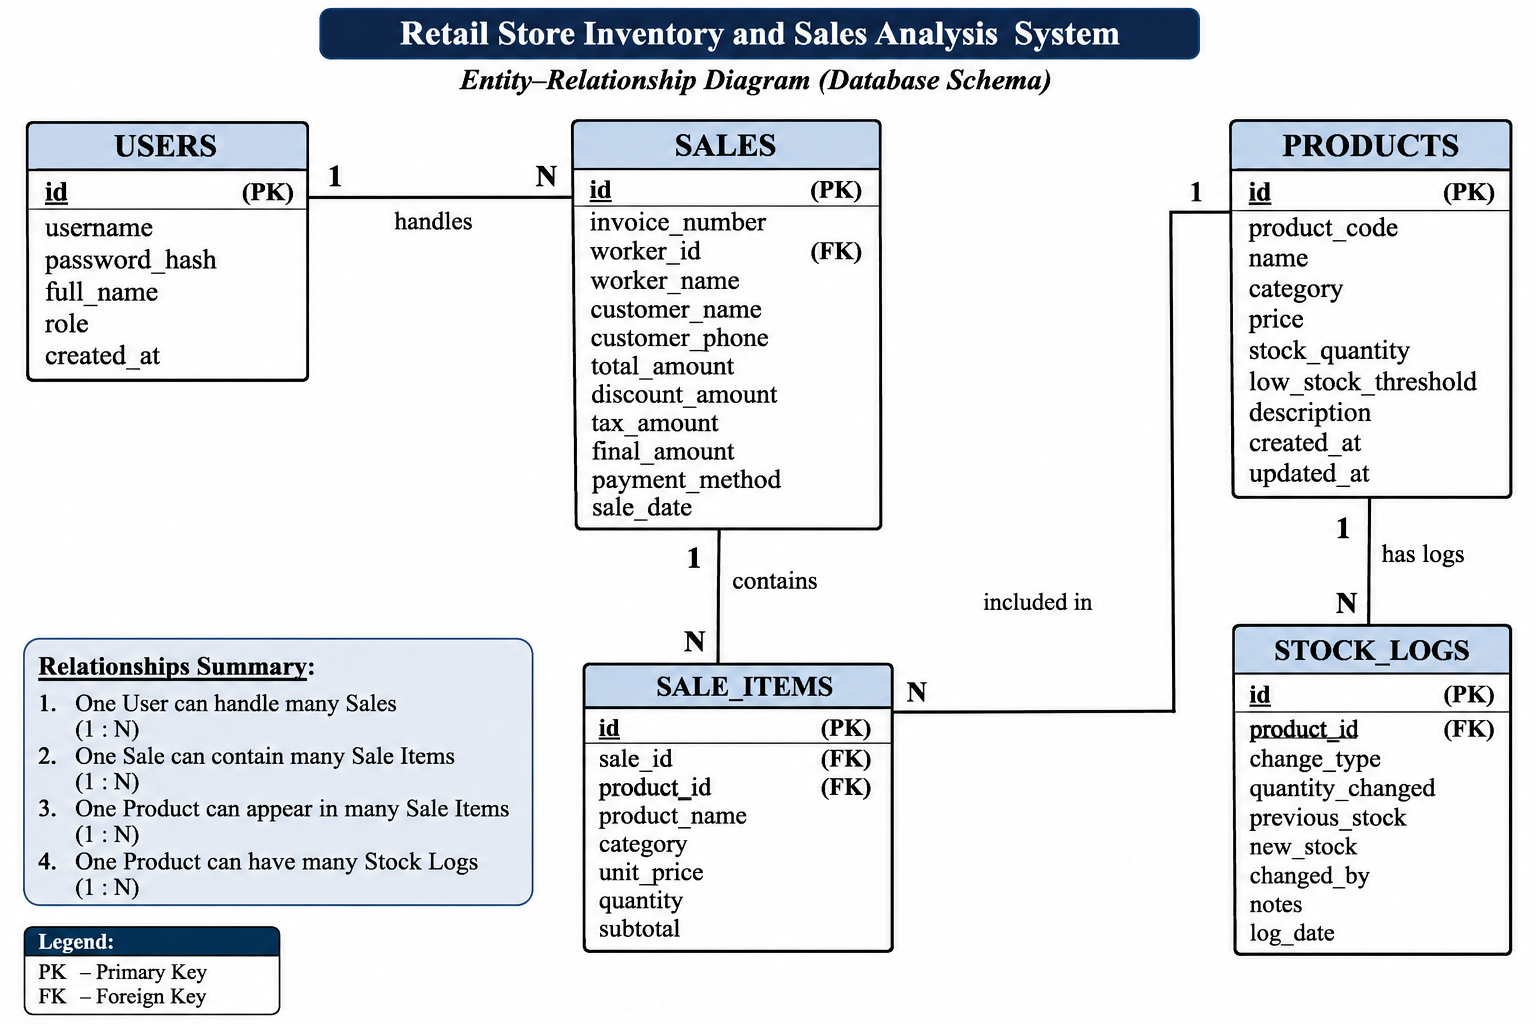 Retail Store Inventory and Sales Analysis System
Entity–Relationship Diagram (Database Schema)
USERS
id (PK)
username
password_hash
full_name
role
created_at
1 N
handles
SALES
id (PK)
invoice_number
worker_id (FK)
worker_name
customer_name
customer_phone
total_amount
discount_amount
tax_amount
final_amount
payment_method
sale_date
1
contains
N
PRODUCTS
1
id (PK)
product_code
name
category
price
stock_quantity
low_stock_threshold
description
created_at
updated_at
1
has logs
N
included in
SALE_ITEMS
N
id (PK)
sale_id (FK)
product_id (FK)
product_name
category
unit_price
quantity
subtotal
STOCK_LOGS
id (PK)
product_id (FK)
change_type
quantity_changed
previous_stock
new_stock
changed_by
notes
log_date
Relationships Summary:
1. One User can handle many Sales
(1 : N)
2. One Sale can contain many Sale Items
(1 : N)
3. One Product can appear in many Sale Items
(1 : N)
4. One Product can have many Stock Logs
(1 : N)
Legend:
PK – Primary Key
FK – Foreign Key